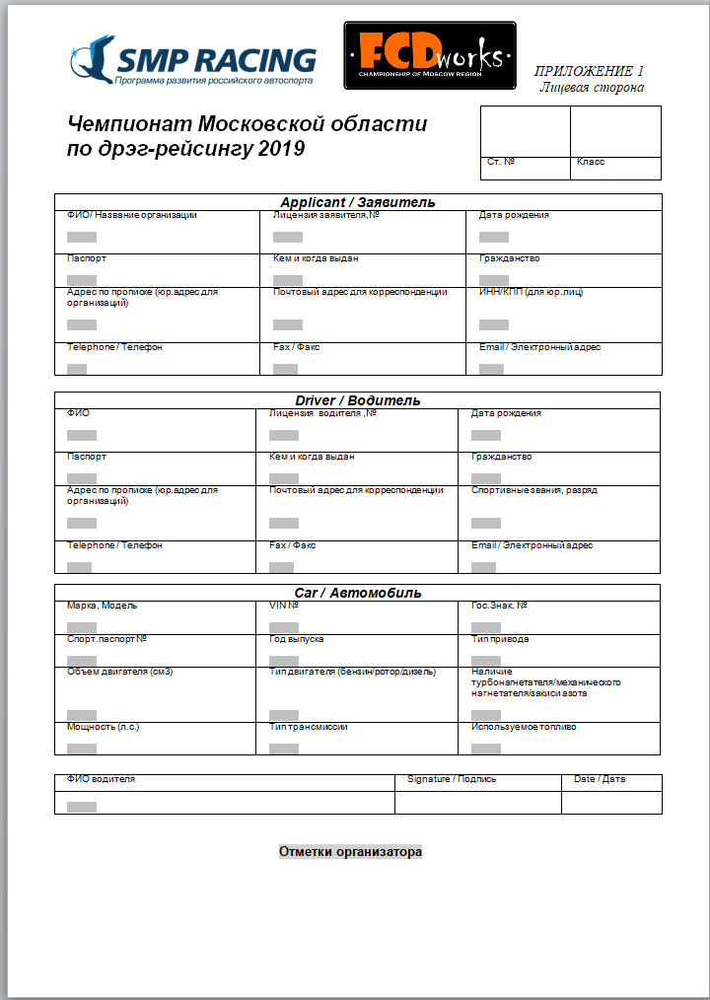 SMP RACING
Программа развития российского автоспорта
FCDworks
CHAMPIONSHIP OF MOSCOW REGION
ПРИЛОЖЕНИЕ 1
Лицевая сторона
Чемпионат Московской области
по дрэг-рейсингу 2019
Ст. № Класс
Applicant / Заявитель
ФИО/ Название организации Лицензия заявителя,№ Дата рождения
Паспорт Кем и когда выдан Гражданство
Адрес по прописке (юр.адрес для Почтовый адрес для корреспонденции ИНН/КПП (для юр.лиц)
организаций)
Telephone / Телефон Fax / Факс Email / Электронный адрес
Driver / Водитель
ФИО Лицензия водителя ,№ Дата рождения
Паспорт Кем и когда выдан Гражданство
Адрес по прописке (юр.адрес для Почтовый адрес для корреспонденции Спортивные звания, разряд
организаций)
Telephone / Телефон Fax / Факс Email / Электронный адрес
Car / Автомобиль
Марка, Модель VIN № Гос.Знак. №
Спорт.паспорт № Год выпуска Тип привода
Объем двигателя (см3) Тип двигателя (бензин/ротор/дизель) Наличие
турбонагнетателя/механического
нагнетателя/закиси азота
Мощность (л.с.) Тип трансмиссии Используемое топливо
ФИО водителя Signature / Подпись Date / Дата
Отметки организатора